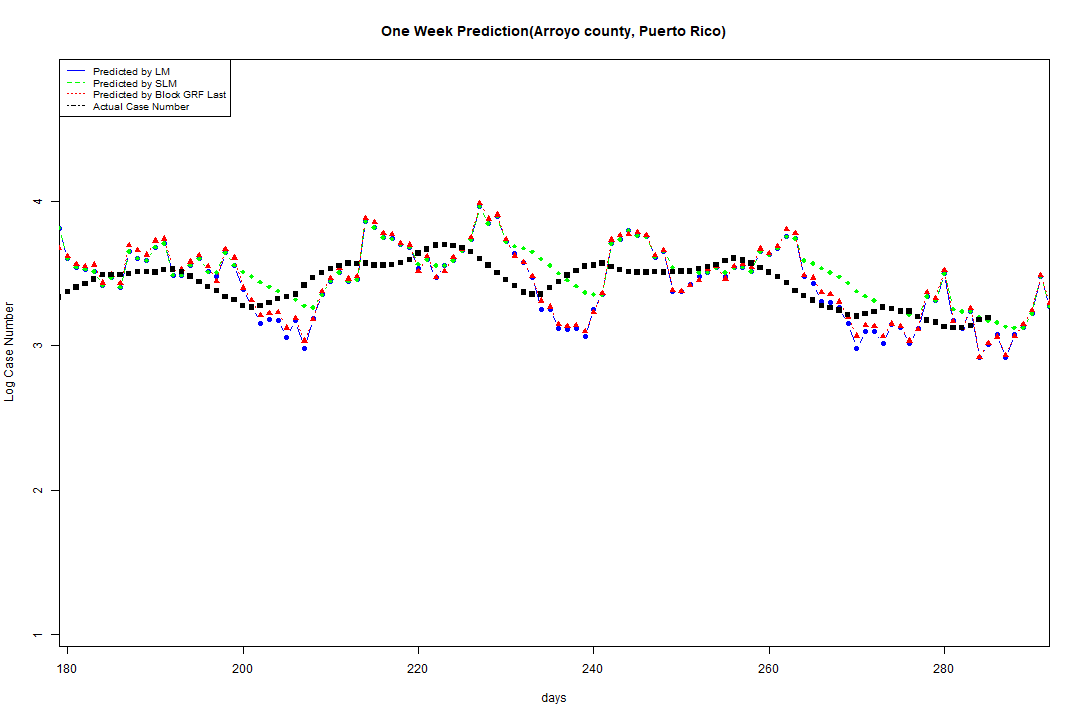 One Week Prediction(Arroyo county, Puerto Rico)
Predicted by LM
Predicted by SLM
Predicted by Block GRF Last
Actual Case Number
4
3
2
1
Log Case Number
180 200 220 240 260 280
days